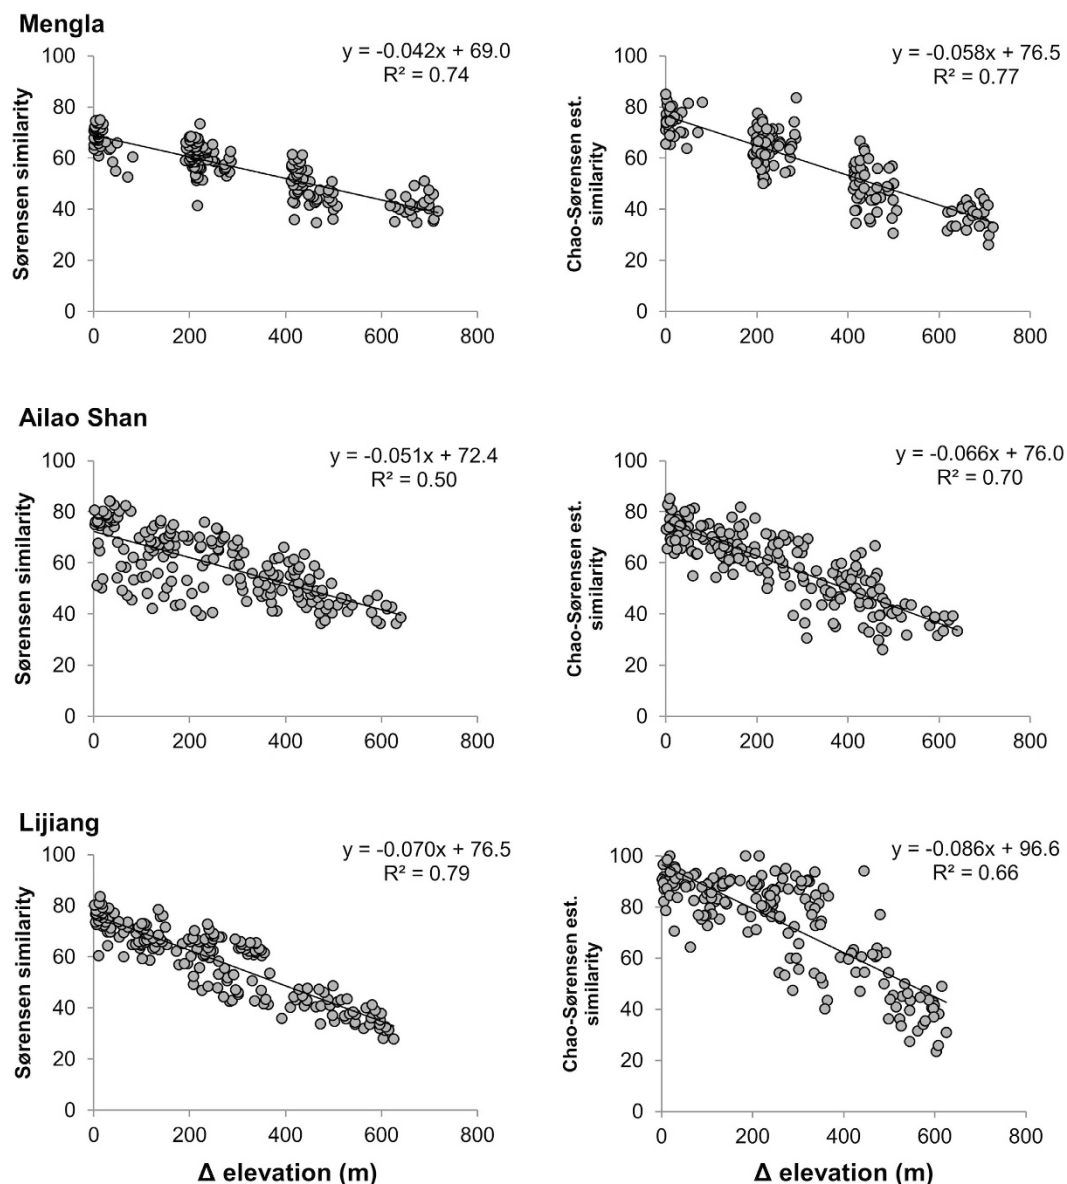 Mengla
y = -0.042x + 69.0
R² = 0.74
Sørensen similarity
100
80
60
40
20
0
0 200 400 600 800
y = -0.058x + 76.5
R² = 0.77
Chao-Sørensen est.
similarity
100
80
60
40
20
0
0 200 400 600 800
Ailao Shan
y = -0.051x + 72.4
R² = 0.50
Sørensen similarity
100
80
60
40
20
0
0 200 400 600 800
y = -0.066x + 76.0
R² = 0.70
Chao-Sørensen est.
similarity
100
80
60
40
20
0
0 200 400 600 800
Lijiang
y = -0.070x + 76.5
R² = 0.79
Sørensen similarity
100
80
60
40
20
0
0 200 400 600 800
Δ elevation (m)
y = -0.086x + 96.6
R² = 0.66
Chao-Sørensen est.
similarity
100
80
60
40
20
0
0 200 400 600 800
Δ elevation (m)